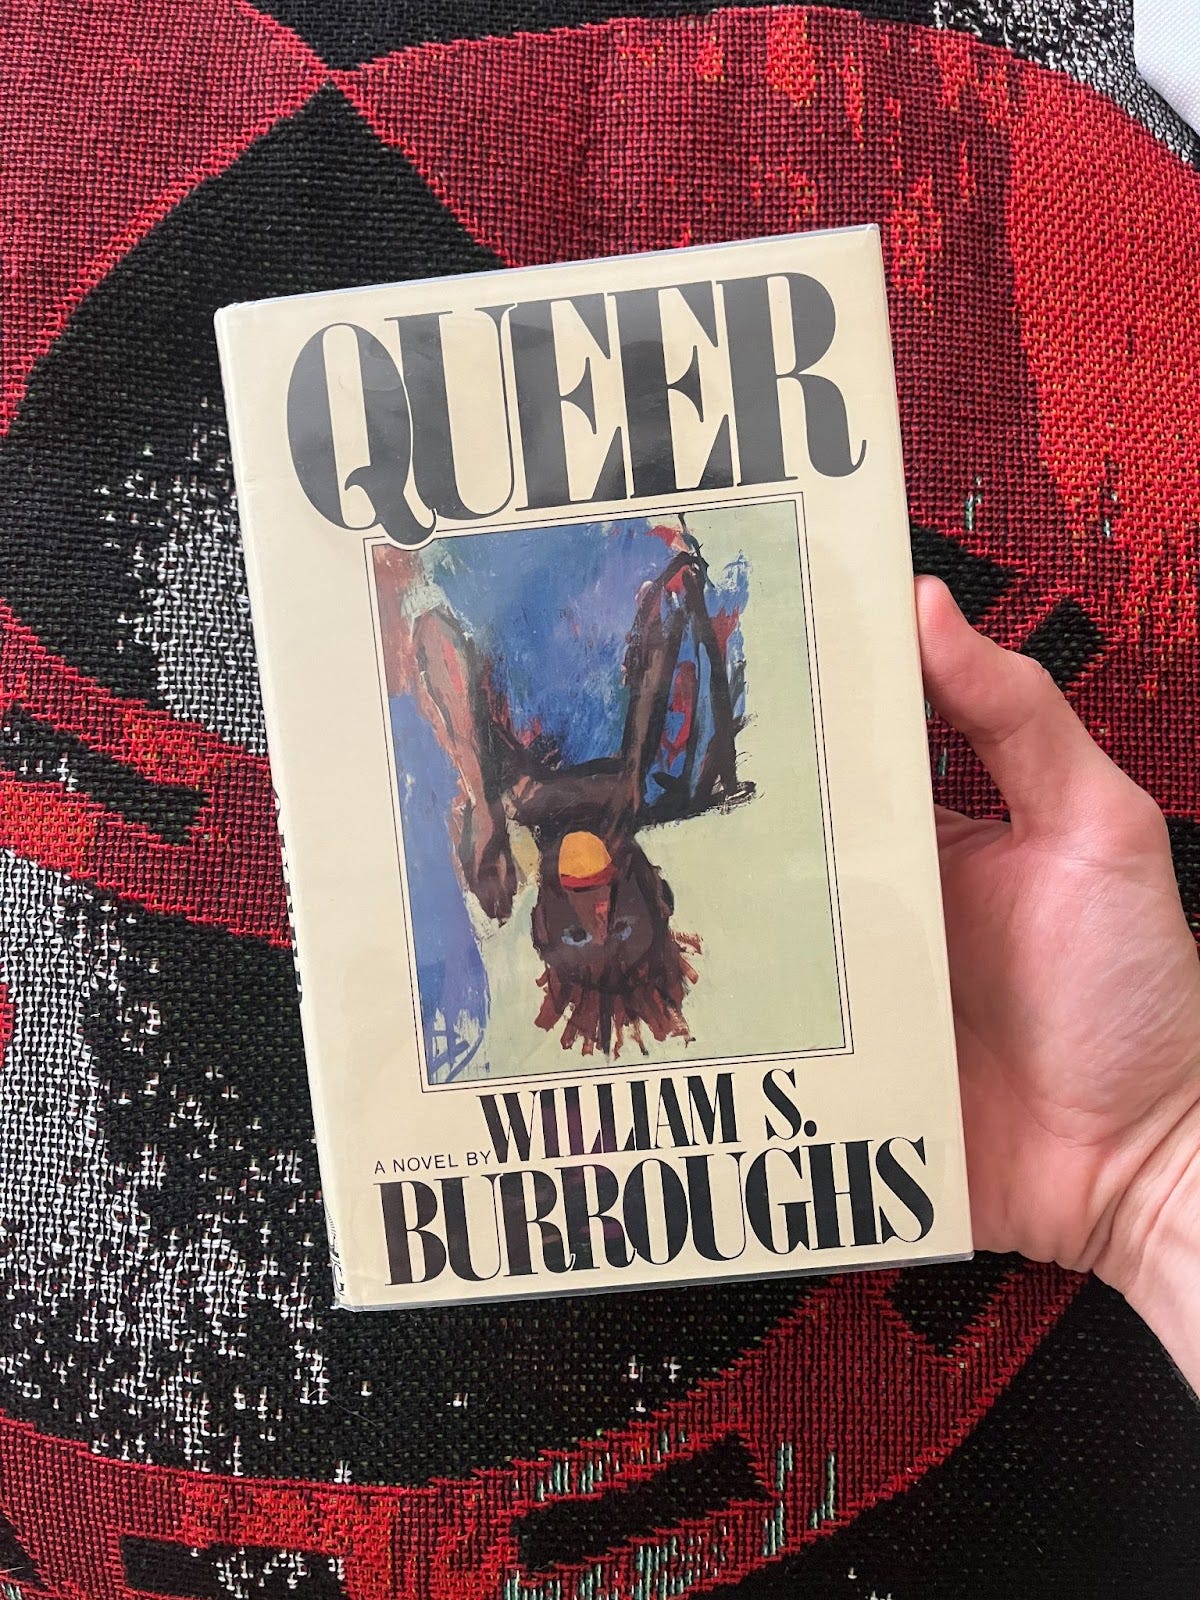 QUEER
A NOVEL BY WILLIAM S.
BURROUGHS